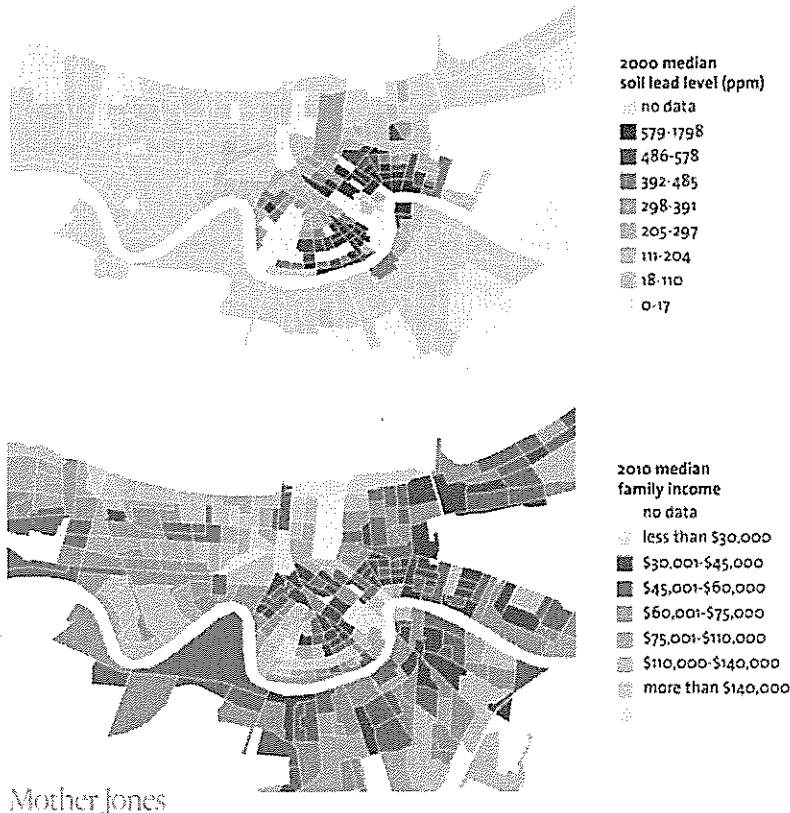 2000 median
soil lead level (ppm)
no data
579-1798
486-578
392-485
298-391
205-297
111-204
18-110
0-17
2010 median
family income
no data
less than $30,000
$30,001-$45,000
$45,001-$60,000
$60,001-$75,000
$75,001-$110,000
$110,000-$140,000
more than $140,000
Mother Jones